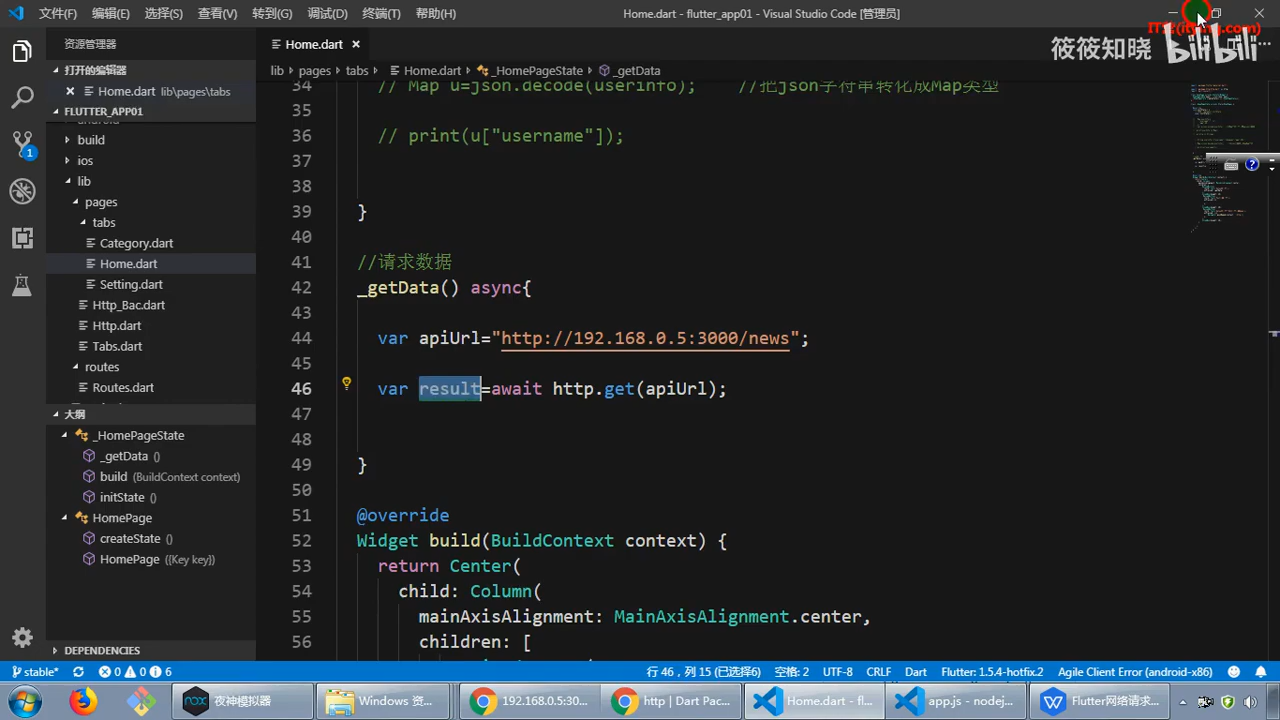 文件(F) 编辑(E) 选择(S) 查看(V) 转到(G) 调试(D) 终端(T) 帮助(H)
Home.dart - flutter_app01 - Visual Studio Code [管理员]
筱筱知晓 bilibili
资源管理器
打开的编辑器
Home.dart lib\pages\tabs
FLUTTER_APP01
build
ios
lib
pages
tabs
Category.dart
Home.dart
Setting.dart
Http_Bac.dart
Http.dart
Tabs.dart
routes
Routes.dart
大纲
_HomePageState
_getData ()
build (BuildContext context)
initState ()
HomePage
createState ()
HomePage ({Key key})
DEPENDENCIES
Home.dart
lib pages tabs Home.dart _HomePageState _getData
34 // Map u=json.decode(userInfo); //把json字符串转化成Map类型
35
36 // print(u["username"]);
37
38
39 }
40
41 //请求数据
42 _getData() async{
43
44 var apiUrl="http://192.168.0.5:3000/news";
45
46 var result=await http.get(apiUrl);
47
48
49 }
50
51 @override
52 Widget build(BuildContext context) {
53 return Center(
54 child: Column(
55 mainAxisAlignment: MainAxisAlignment.center,
56 children: [
stable* 0 0 6 行 46，列 15 (已选择6) 空格: 2 UTF-8 CRLF Dart Flutter: 1.5.4-hotfix.2 Agile Client Error (android-x86)
夜神模拟器 Windows 资... 192.168.0.5:30... http | Dart Pac... Home.dart - fl... app.js - nodej... Flutter网络请求...